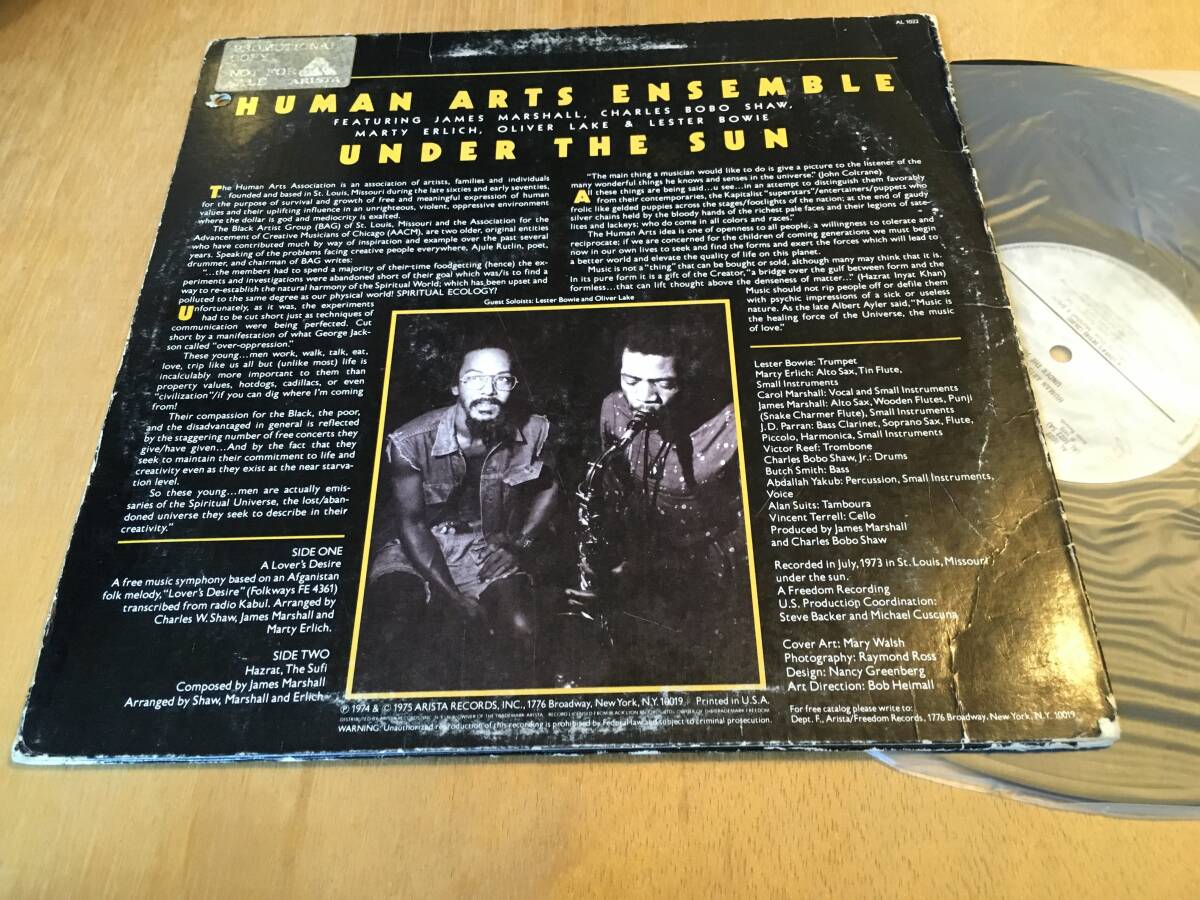 AL 1022
PROMOTIONAL
COPY
NOT FOR
SALE ARISTA
HUMAN ARTS ENSEMBLE
FEATURING JAMES MARSHALL, CHARLES BOBO SHAW,
MARTY ERLICH, OLIVER LAKE & LESTER BOWIE
UNDER THE SUN
The Human Arts Association is an association of artists, families and individuals
founded and based in St. Louis, Missouri during the late sixties and early seventies,
for the purpose of survival and growth of free and meaningful expression of human
values and their uplifting influence in an unrighteous, violent, oppressive environment
where the dollar is god and mediocrity is exalted.
The Black Artist Group (BAG) of St. Louis, Missouri and the Association for the
Advancement of Creative Musicians of Chicago (AACM), are two older, original entities
who have contributed much by way of inspiration and example over the past several
years. Speaking of the problems facing creative people everywhere, Ajule Rutlin, poet,
drummer, and chairman of BAG writes:
"...the members had to spend a majority of their time foodgetting (hence) the ex-
periments and investigations were abandoned short of their goal which was/is to find a
way to re-establish the natural harmony of the Spiritual World; which has been upset and
polluted to the same degree as our physical world! SPIRITUAL ECOLOGY!
Unfortunately, as it was, the experiments
had to be cut short just as techniques of
communication were being perfected. Cut
short by a manifestation of what George Jack-
son called "over-oppression."
These young...men work, walk, talk, eat,
love, trip like us all but (unlike most) life is
incalculably more important to them than
property values, hotdogs, cadillacs, or even
"civilization"/if you can dig where I'm coming
from!
Their compassion for the Black, the poor,
and the disadvantaged in general is reflected
by the staggering number of free concerts they
give/have given...And by the fact that they
seek to maintain their commitment to life and
creativity even as they exist at the near starva-
tion level.
So these young...men are actually emis-
saries of the Spiritual Universe, the lost/aban-
doned universe they seek to describe in their
creativity."
SIDE ONE
A Lover's Desire
A free music symphony based on an Afganistan
folk melody, "Lover's Desire" (Folkways FE 4361)
transcribed from radio Kabul. Arranged by
Charles W. Shaw, James Marshall and
Marty Erlich.
SIDE TWO
Hazrat, The Sufi
Composed by James Marshall
Arranged by Shaw, Marshall and Erlich
Guest Soloists: Lester Bowie and Oliver Lake
"The main thing a musician would like to do is give a picture to the listener of the
many wonderful things he knows and senses in the universe." (John Coltrane)
All these things are being said...u see...in an attempt to distinguish them favorably
from their contemporaries, the Kapitalist "superstars"/entertainers/puppets who
frolic like gelded puppies across the stages/footlights of the nation; at the end of gaudy
silver chains held by the bloody hands of the richest pale faces and their legions of sate-
lites and lackeys; who do come in all colors and races."
The Human Arts idea is one of openness to all people, a willingness to tolerate and
reciprocate; if we are concerned for the children of coming generations we must begin
now in our own lives to seek and find the forms and exert the forces which will lead to
a better world and elevate the quality of life on this planet.
Music is not a "thing" that can be bought or sold, although many may think that it is.
In its pure form it is a gift of the Creator, "a bridge over the gulf between form and the
formless...that can lift thought above the denseness of matter..." (Hazrat Inyat Khan)
Music should not rip people off or defile them
with psychic impressions of a sick or useless
nature. As the late Albert Ayler said, "Music is
the healing force of the Universe, the music
of love."
Lester Bowie: Trumpet
Marty Erlich: Alto Sax, Tin Flute,
Small Instruments
Carol Marshall: Vocal and Small Instruments
James Marshall: Alto Sax, Wooden Flutes, Punji
(Snake Charmer Flute), Small Instruments
J.D. Parran: Bass Clarinet, Soprano Sax, Flute,
Piccolo, Harmonica, Small Instruments
Victor Reef: Trombone
Charles Bobo Shaw, Jr.: Drums
Butch Smith: Bass
Abdallah Yakub: Percussion, Small Instruments,
Voice
Alan Suits: Tamboura
Vincent Terrell: Cello
Produced by James Marshall
and Charles Bobo Shaw
Recorded in July, 1973 in St. Louis, Missouri
under the sun.
A Freedom Recording
U.S. Production Coordination:
Steve Backer and Michael Cuscuna
Cover Art: Mary Walsh
Photography: Raymond Ross
Design: Nancy Greenberg
Art Direction: Bob Heimall
For free catalog please write to:
Dept. F., Arista/Freedom Records, 1776 Broadway, New York, N.Y. 10019
℗ 1974 & © 1975 ARISTA RECORDS, INC., 1776 Broadway, New York, N.Y. 10019 Printed in U.S.A.
WARNING: Unauthorized reproduction of this recording is prohibited by Federal law and subject to criminal prosecution.